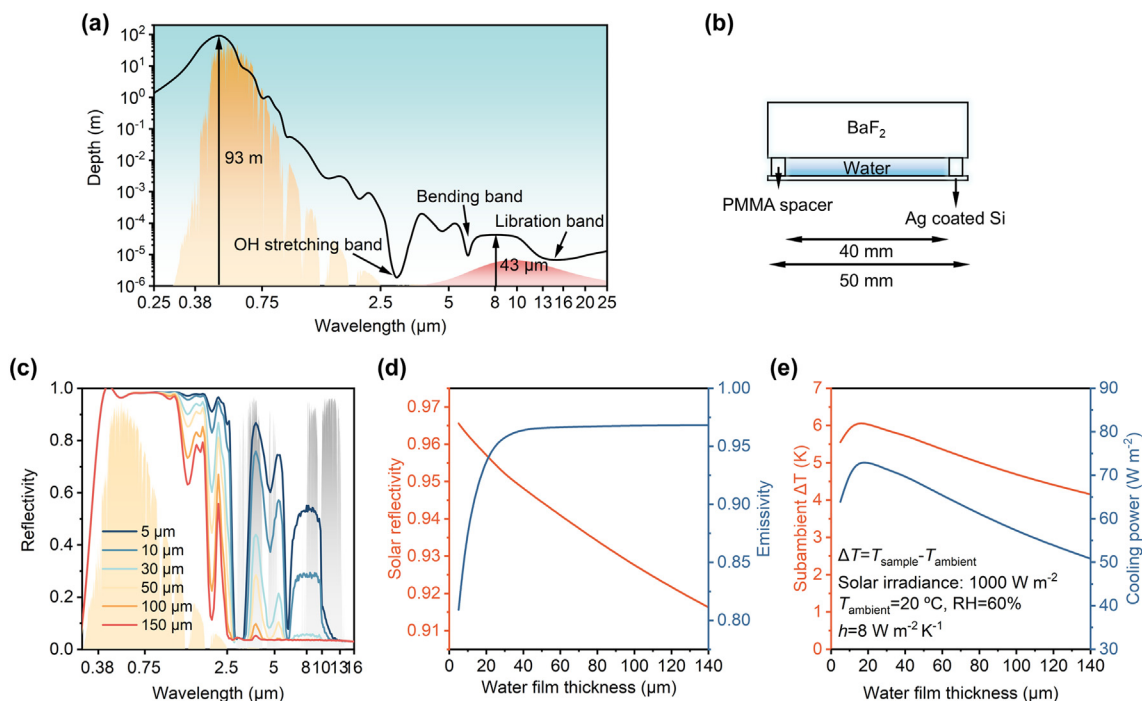 (a)
Depth (m)
10²
10¹
10⁰
10⁻¹
10⁻²
10⁻³
10⁻⁴
10⁻⁵
10⁻⁶
93 m
OH stretching band
Bending band
Libration band
43 µm
0.25 0.38 0.75 2.5 5 8 10 13 16 20 25
Wavelength (µm)
(b)
BaF₂
Water
PMMA spacer
Ag coated Si
40 mm
50 mm
(c)
Reflectivity
1.0
0.8
0.6
0.4
0.2
0.0
5 µm
10 µm
30 µm
50 µm
100 µm
150 µm
0.38 0.75 2.5 5 8 10 13 16
Wavelength (µm)
(d)
Solar reflectivity
0.97
0.96
0.95
0.94
0.93
0.92
0.91
1.00
0.95
0.90
0.85
0.80
Emissivity
0 20 40 60 80 100 120 140
Water film thickness (µm)
(e)
Subambient ΔT (K)
7
6
5
4
3
2
1
0
ΔT=T_sample-T_ambient
Solar irradiance: 1000 W m⁻²
T_ambient=20 ºC, RH=60%
h=8 W m⁻² K⁻¹
90
80
70
60
50
40
30
Cooling power (W m⁻²)
0 20 40 60 80 100 120 140
Water film thickness (µm)